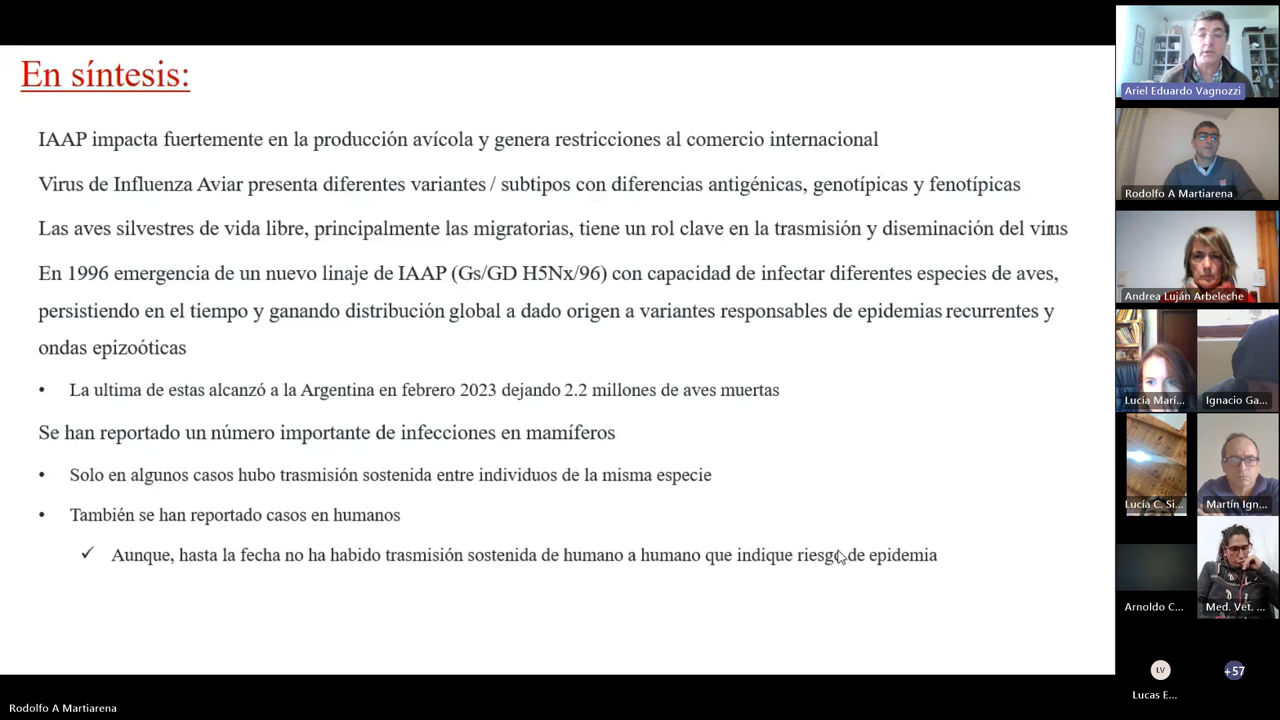 En síntesis:
IAAP impacta fuertemente en la producción avícola y genera restricciones al comercio internacional
Virus de Influenza Aviar presenta diferentes variantes / subtipos con diferencias antigénicas, genotípicas y fenotípicas
Las aves silvestres de vida libre, principalmente las migratorias, tiene un rol clave en la trasmisión y diseminación del virus
En 1996 emergencia de un nuevo linaje de IAAP (Gs/GD H5Nx/96) con capacidad de infectar diferentes especies de aves,
persistiendo en el tiempo y ganando distribución global a dado origen a variantes responsables de epidemias recurrentes y
ondas epizoóticas
• La ultima de estas alcanzó a la Argentina en febrero 2023 dejando 2.2 millones de aves muertas
Se han reportado un número importante de infecciones en mamíferos
• Solo en algunos casos hubo trasmisión sostenida entre individuos de la misma especie
• También se han reportado casos en humanos
✓ Aunque, hasta la fecha no ha habido trasmisión sostenida de humano a humano que indique riesgo de epidemia
Ariel Eduardo Vagnozzi
Rodolfo A Martiarena
Andrea Luján Arbeleche
Lucía Marí...
Ignacio Ga...
Lucía C. Si...
Martín Ign...
Arnoldo C...
Med. Vet. ...
LV
Lucas E...
+57
Rodolfo A Martiarena